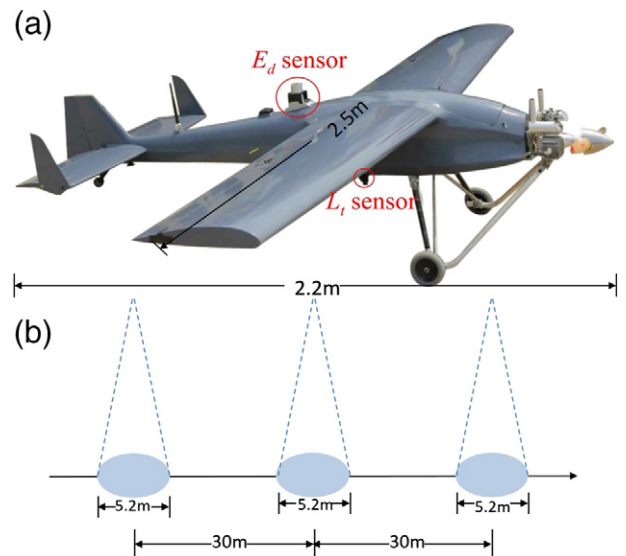 (a)
E_d sensor
2.5m
L_t sensor
2.2m
(b)
5.2m 5.2m 5.2m
30m 30m